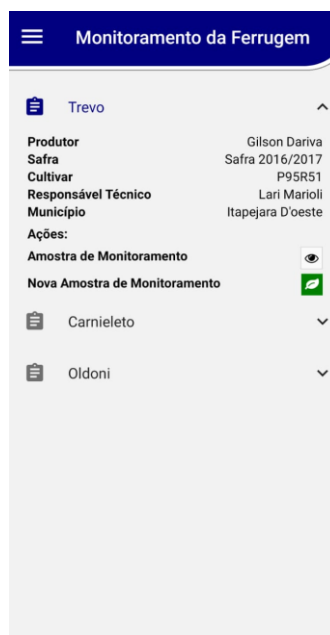 Monitoramento da Ferrugem
Trevo
Produtor Gilson Dariva
Safra Safra 2016/2017
Cultivar P95R51
Responsável Técnico Lari Marioli
Município Itapejara D'oeste
Ações:
Amostra de Monitoramento
Nova Amostra de Monitoramento
Carnieleto
Oldoni